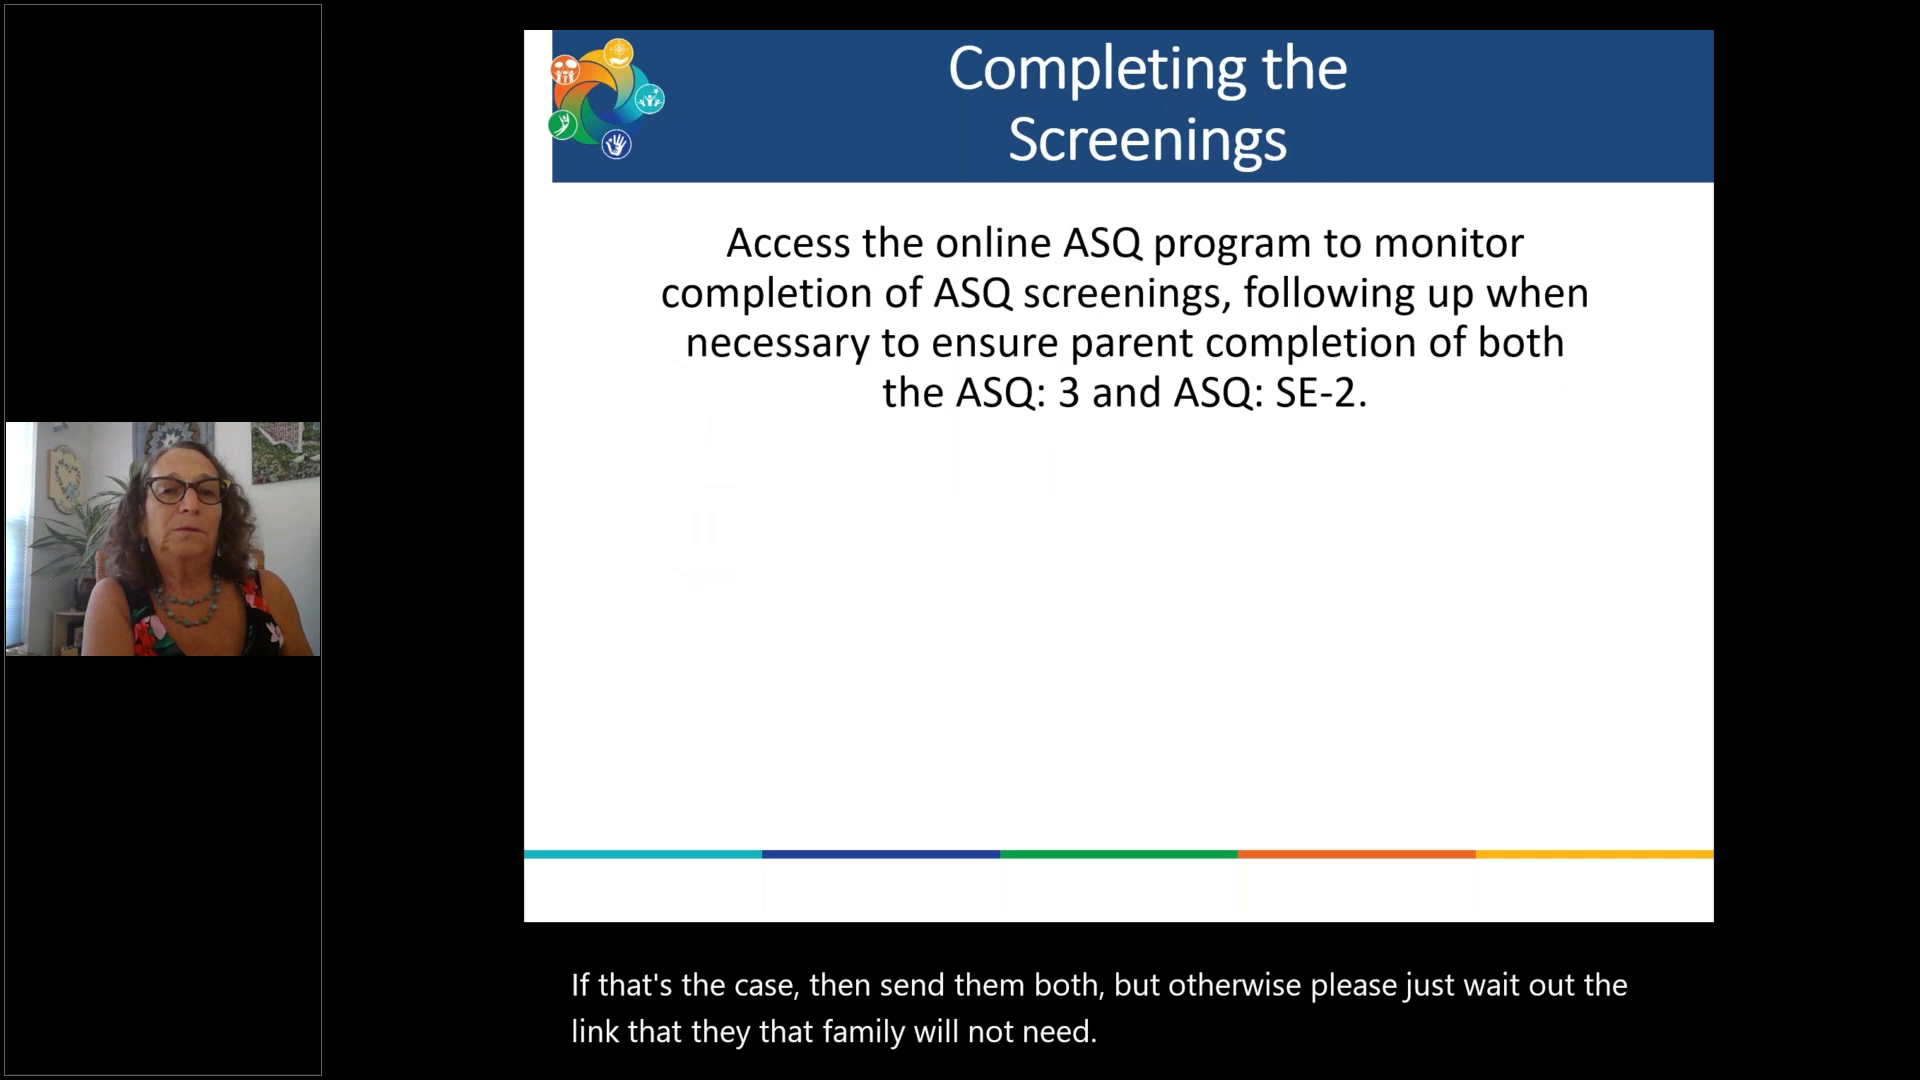 Completing the
Screenings
Access the online ASQ program to monitor
completion of ASQ screenings, following up when
necessary to ensure parent completion of both
the ASQ: 3 and ASQ: SE-2.
If that's the case, then send them both, but otherwise please just wait out the
link that they that family will not need.